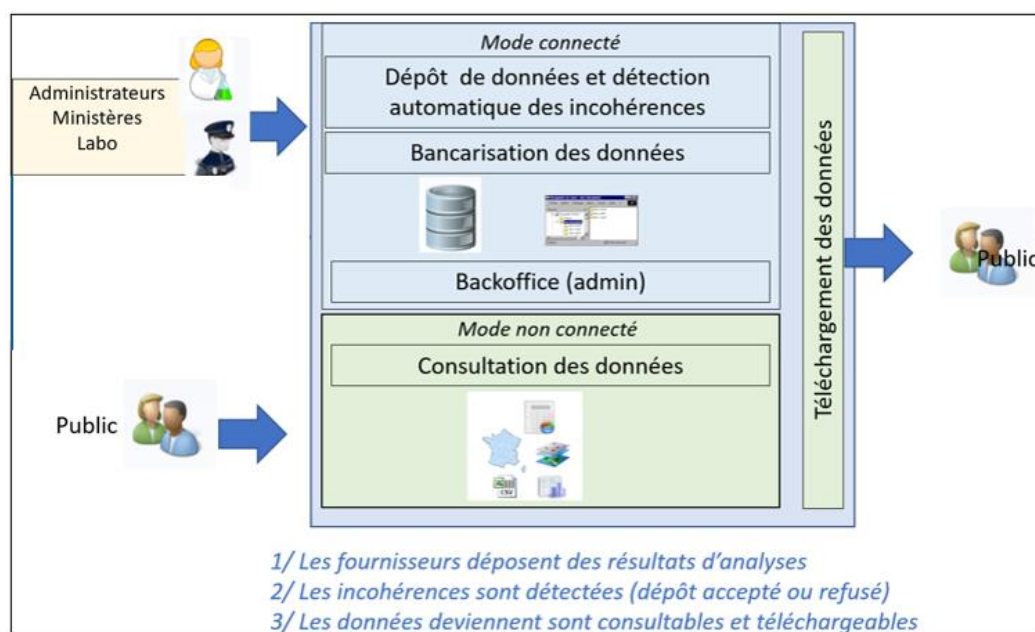 Mode connecté
Administrateurs
Ministères
Labo
Dépôt de données et détection
automatique des incohérences
Bancarisation des données
Backoffice (admin)
Mode non connecté
Consultation des données
CSV
Public
Téléchargement des données
Public
1/ Les fournisseurs déposent des résultats d’analyses
2/ Les incohérences sont détectées (dépôt accepté ou refusé)
3/ Les données deviennent sont consultables et téléchargeables